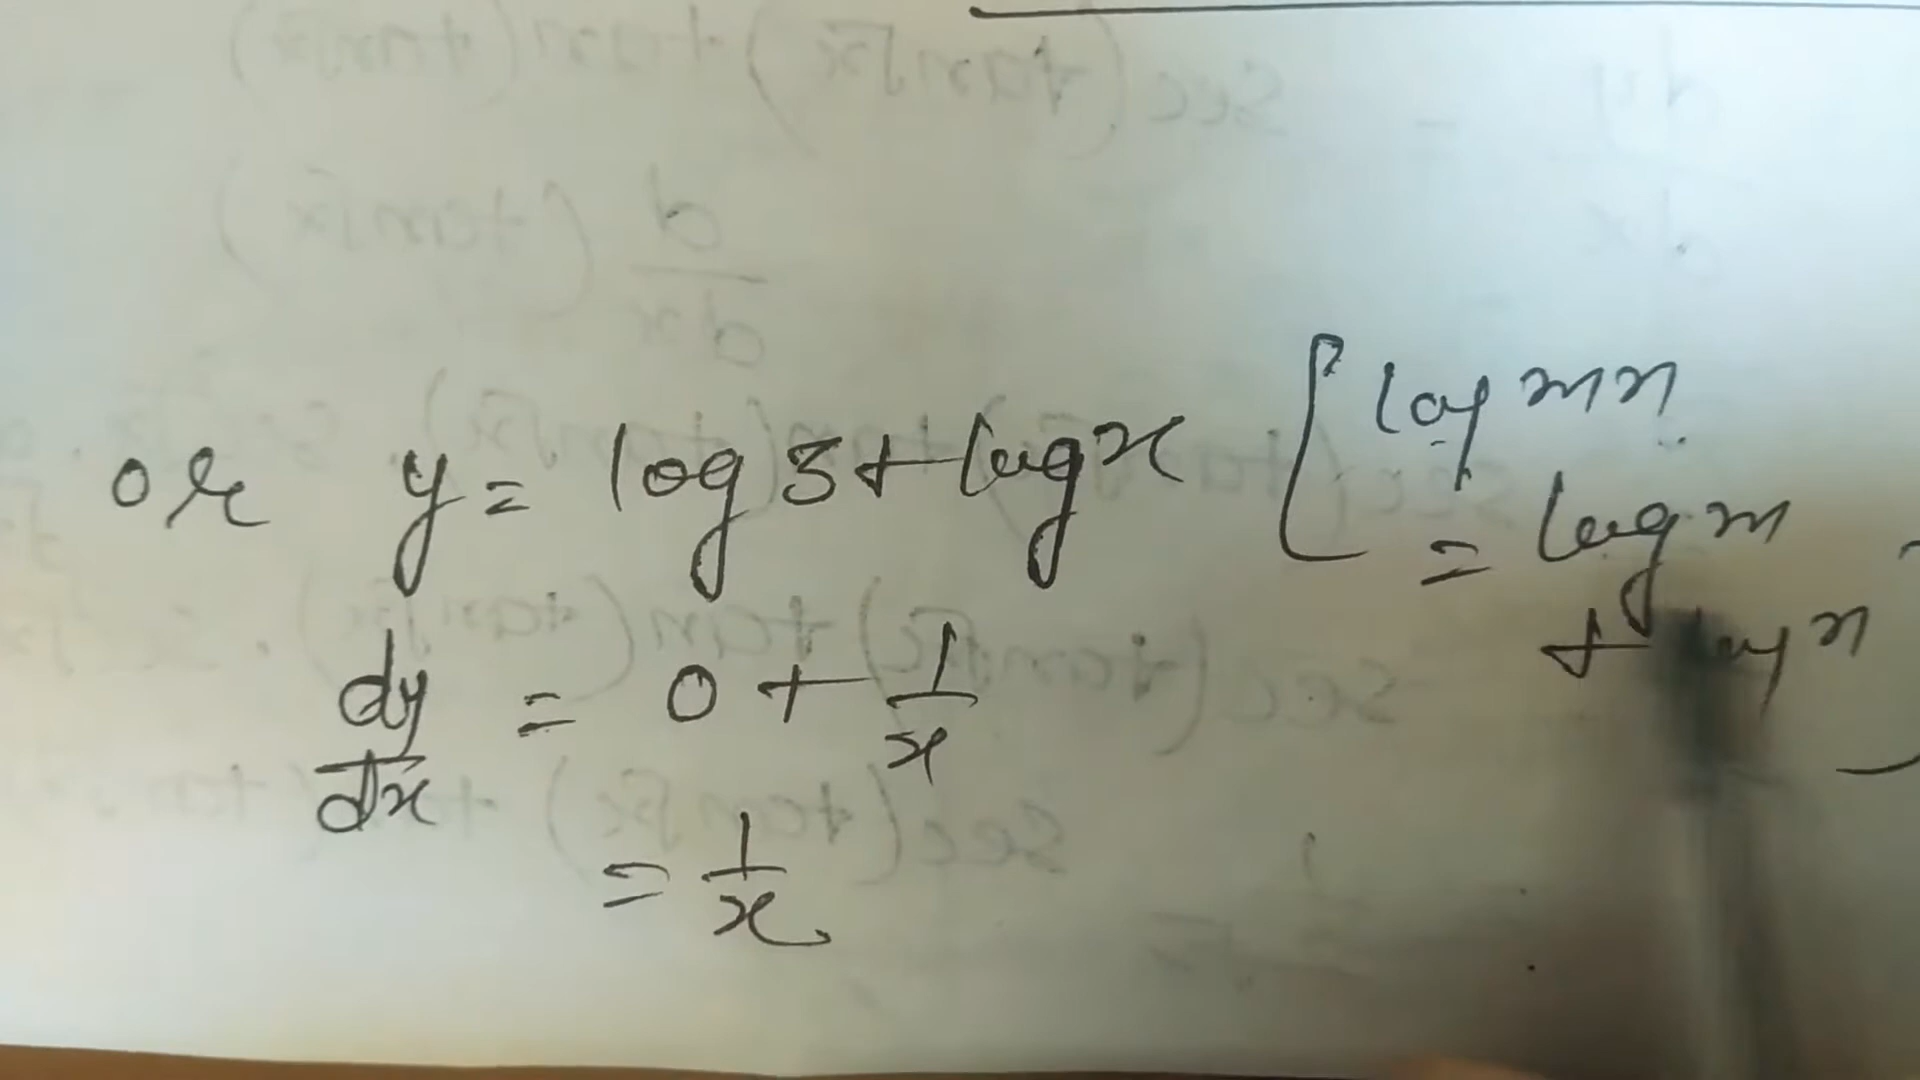 or y = log 3 + log x [log mn
= log m
+ log n]
dy/dx = 0 + 1/x
= 1/x